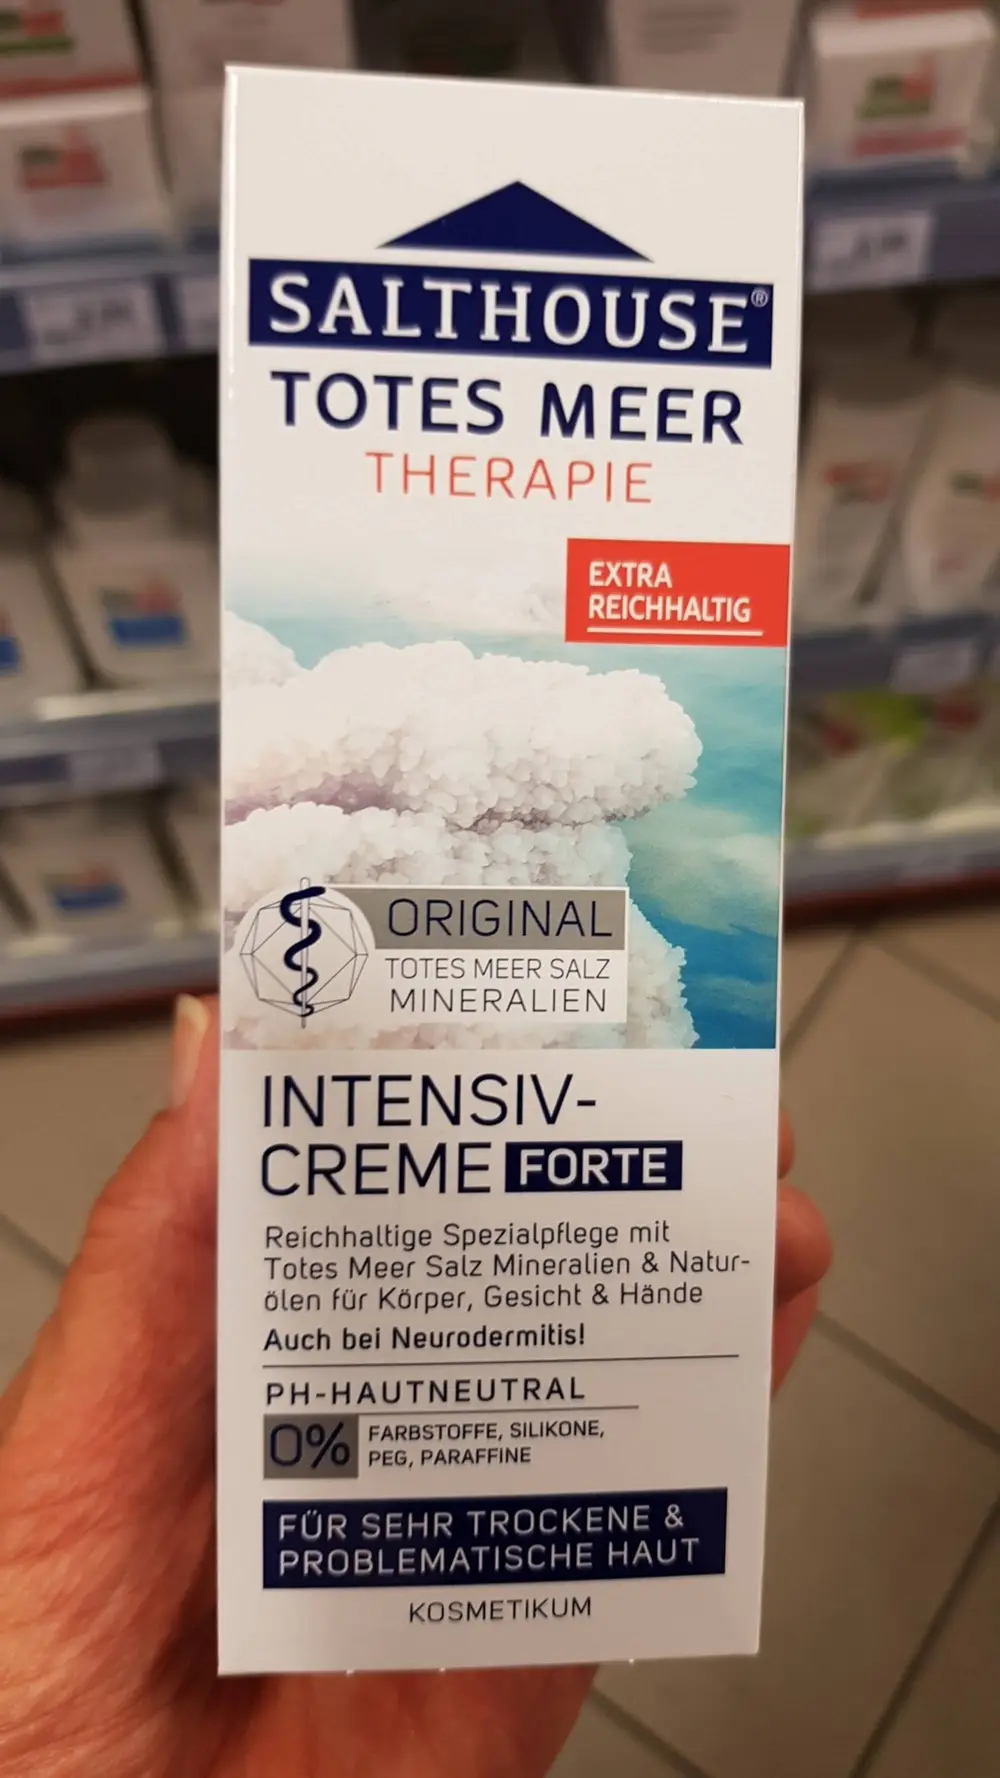 SALTHOUSE®
TOTES MEER
THERAPIE
EXTRA
REICHHALTIG
ORIGINAL
TOTES MEER SALZ
MINERALIEN
INTENSIV-
CREME FORTE
Reichhaltige Spezialpflege mit
Totes Meer Salz Mineralien & Natur-
ölen für Körper, Gesicht & Hände
Auch bei Neurodermitis!
PH-HAUTNEUTRAL
0% FARBSTOFFE, SILIKONE,
PEG, PARAFFINE
FÜR SEHR TROCKENE &
PROBLEMATISCHE HAUT
KOSMETIKUM